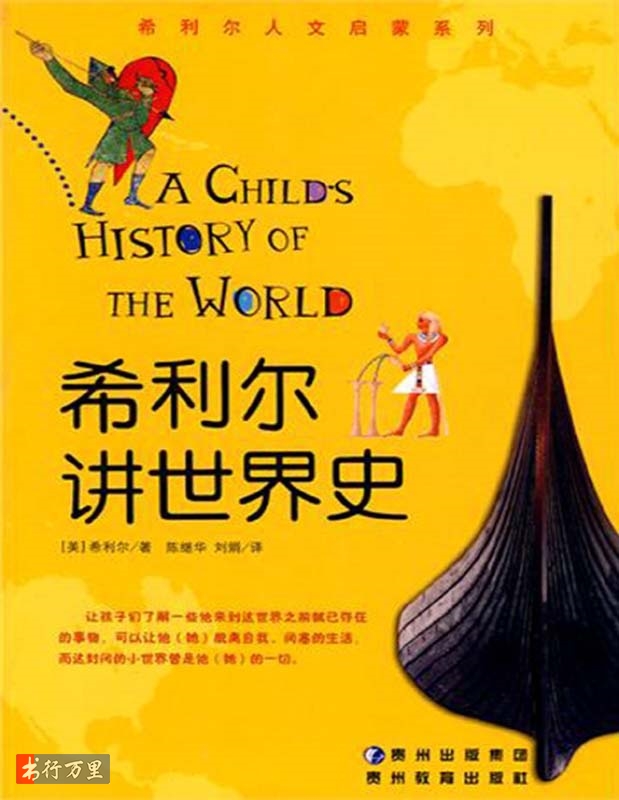 希利尔人文启蒙系列
A CHILD'S
HISTORY OF
THE WORLD
希利尔
讲世界史
[美]希利尔/著 陈继华 刘娟/译
让孩子们了解一些他来到这世界之前就已存在
的事物，可以让他（她）脱离自我、闭塞的生活，
而这封闭的小世界曾是他（她）的一切。
贵州出版集团
贵州教育出版社
书行万里